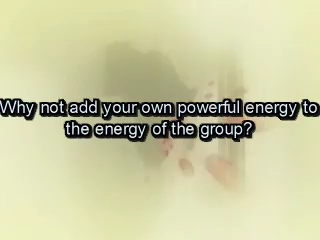 Why not add your own powerful energy to
the energy of the group?